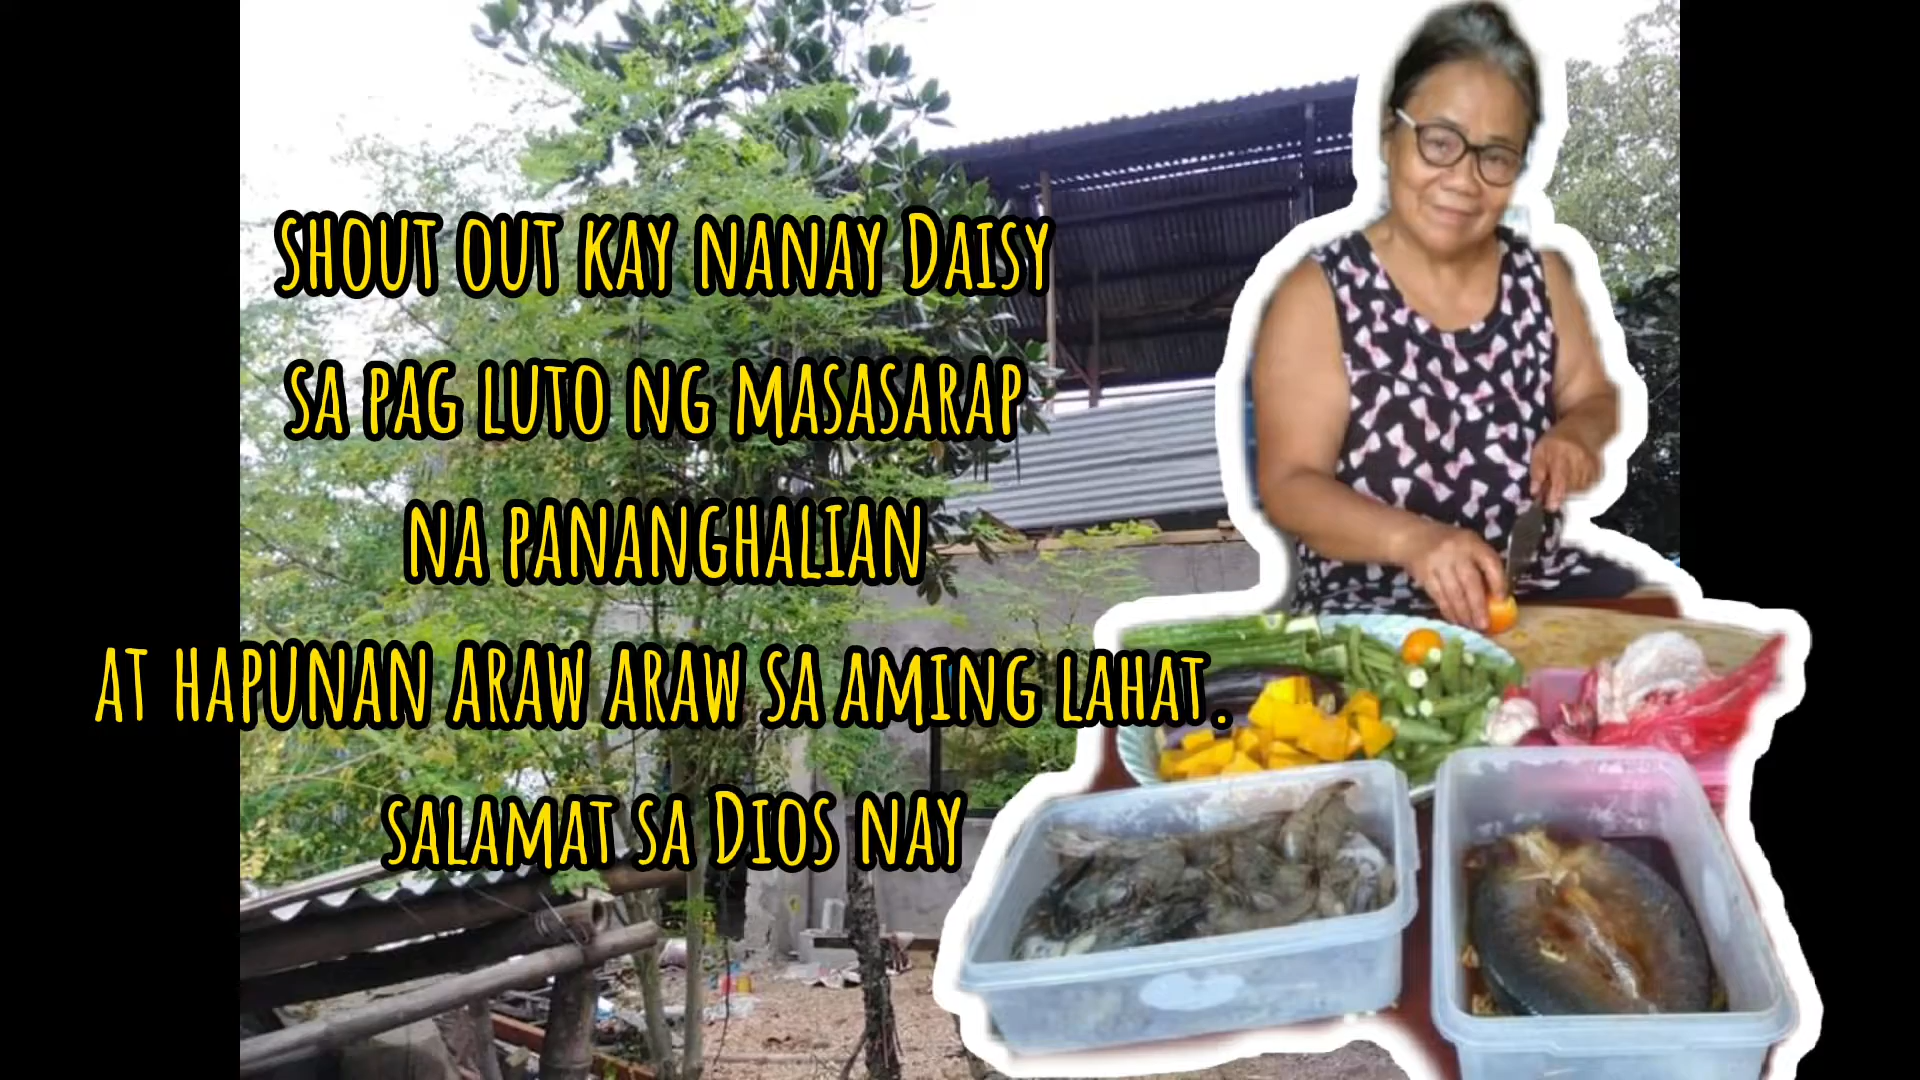 shout out kay nanay Daisy
sa pag luto ng masasarap
na pananghalian
at hapunan araw araw sa aming lahat.
salamat sa Dios nay